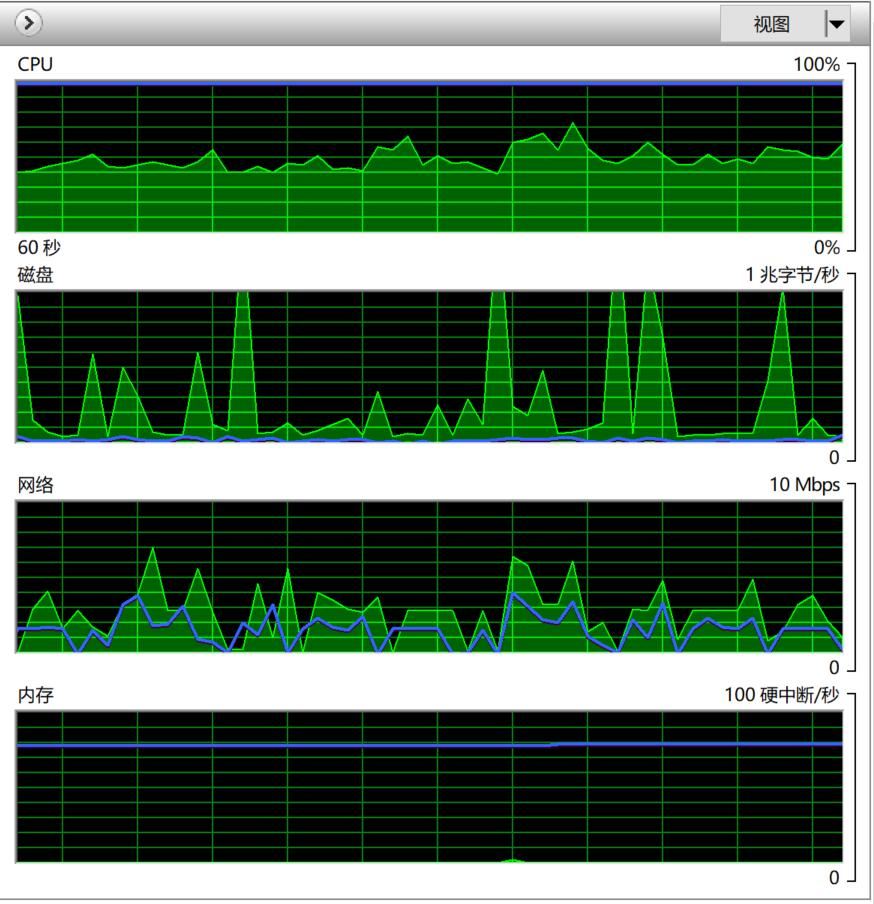 视图
CPU 100%
60 秒 0%
磁盘 1 兆字节/秒
0
网络 10 Mbps
0
内存 100 硬中断/秒
0